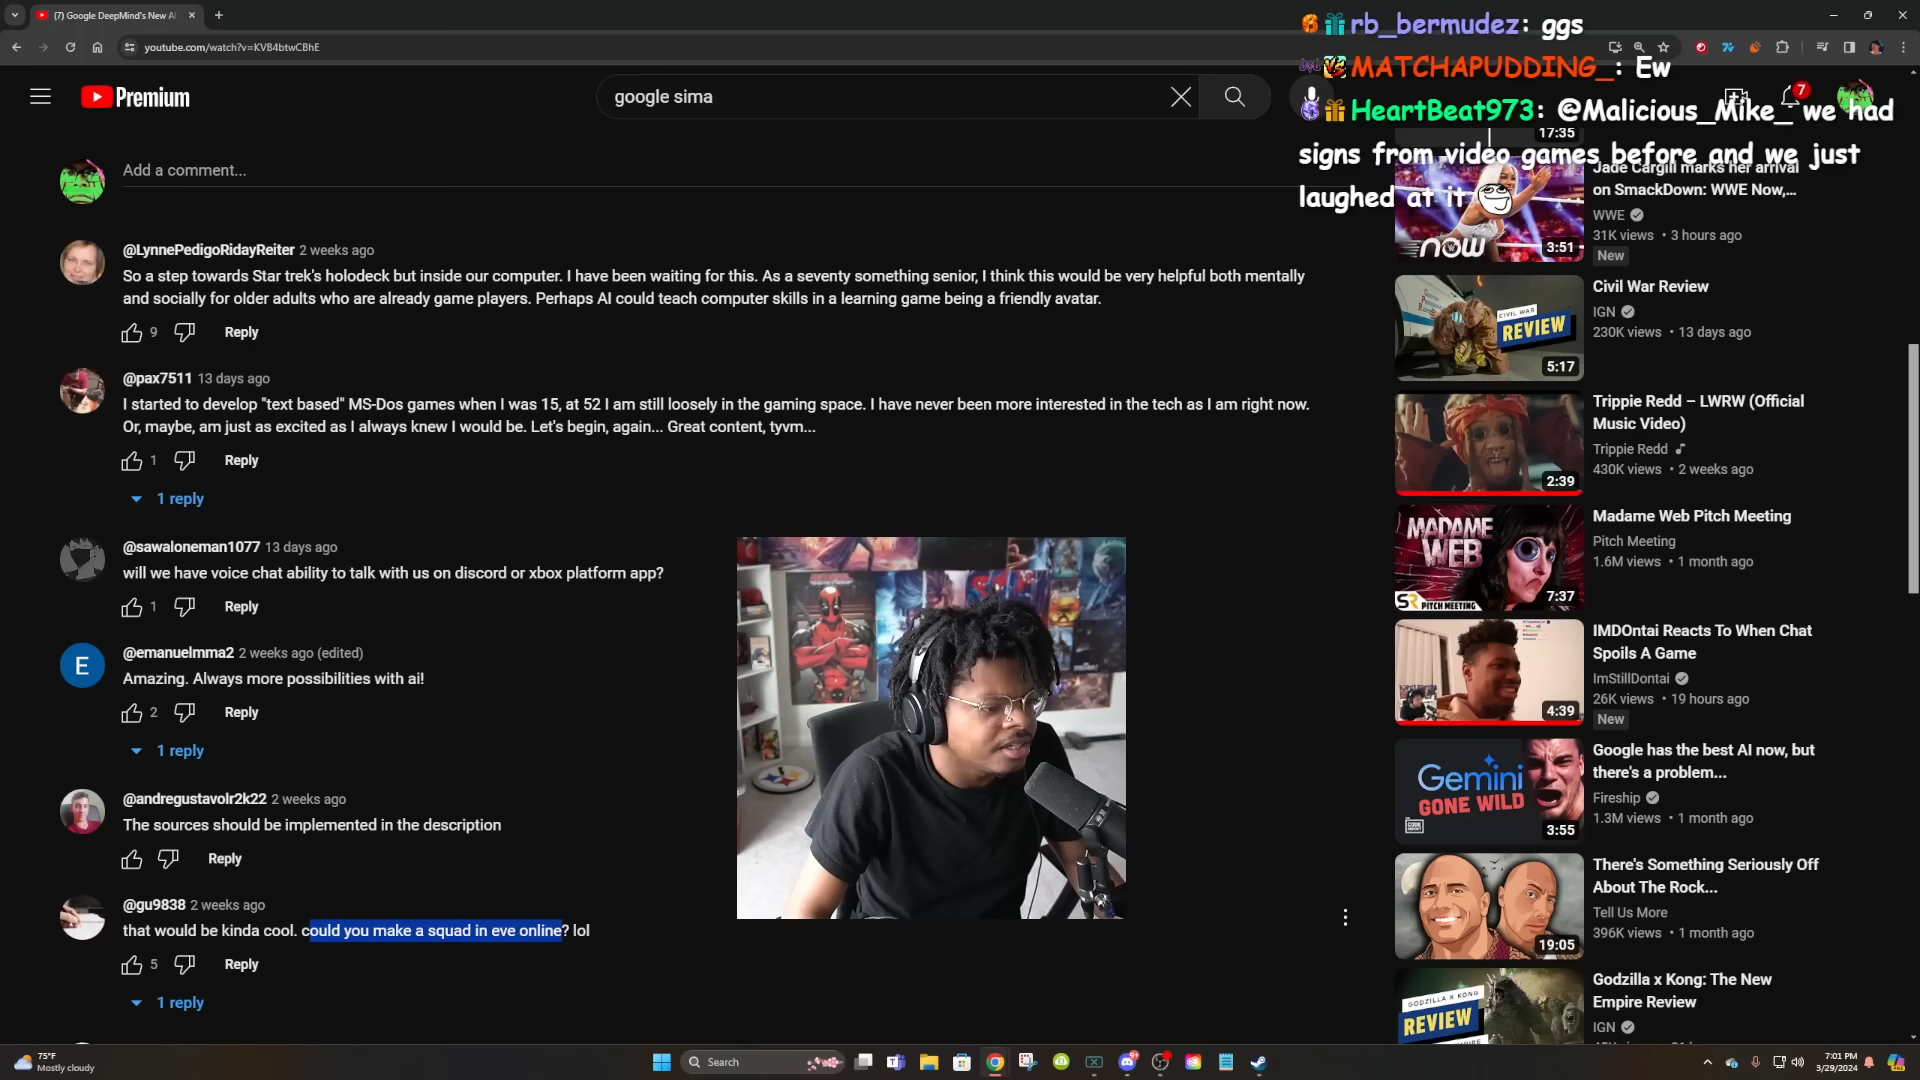 (7) Google DeepMind's New AI
youtube.com/watch?v=KVB4btwCBhE
rb_bermudez: ggs
MATCHAPUDDING_: Ew
HeartBeat973: @Malicious_Mike_ we had
signs from video games before and we just
laughed at it
Premium
google sima
7
Add a comment...
@LynnePedigoRidayReiter 2 weeks ago
So a step towards Star trek's holodeck but inside our computer. I have been waiting for this. As a seventy something senior, I think this would be very helpful both mentally
and socially for older adults who are already game players. Perhaps AI could teach computer skills in a learning game being a friendly avatar.
9 Reply
@pax7511 13 days ago
I started to develop "text based" MS-Dos games when I was 15, at 52 I am still loosely in the gaming space. I have never been more interested in the tech as I am right now.
Or, maybe, am just as excited as I always knew I would be. Let's begin, again... Great content, tyvm...
1 Reply
1 reply
@sawaloneman1077 13 days ago
will we have voice chat ability to talk with us on discord or xbox platform app?
1 Reply
E
@emanuelmma2 2 weeks ago (edited)
Amazing. Always more possibilities with ai!
2 Reply
1 reply
@andregustavolr2k22 2 weeks ago
The sources should be implemented in the description
Reply
@gu9838 2 weeks ago
that would be kinda cool. could you make a squad in eve online? lol
5 Reply
1 reply
17:35
Jade Cargill marks her arrival
on SmackDown: WWE Now,...
WWE
31K views • 3 hours ago
New
NOW
3:51
Civil War Review
IGN
230K views • 13 days ago
CIVIL WAR
REVIEW
5:17
Trippie Redd – LWRW (Official
Music Video)
Trippie Redd
430K views • 2 weeks ago
2:39
Madame Web Pitch Meeting
Pitch Meeting
1.6M views • 1 month ago
MADAME
WEB
SR PITCH MEETING
7:37
IMDOntai Reacts To When Chat
Spoils A Game
ImStillDontai
26K views • 19 hours ago
New
4:39
Google has the best AI now, but
there's a problem...
Fireship
1.3M views • 1 month ago
Gemini
GONE WILD
3:55
There's Something Seriously Off
About The Rock...
Tell Us More
396K views • 1 month ago
19:05
Godzilla x Kong: The New
Empire Review
IGN
GODZILLA X KONG
REVIEW
75°F
Mostly cloudy
Search
7:01 PM
3/29/2024